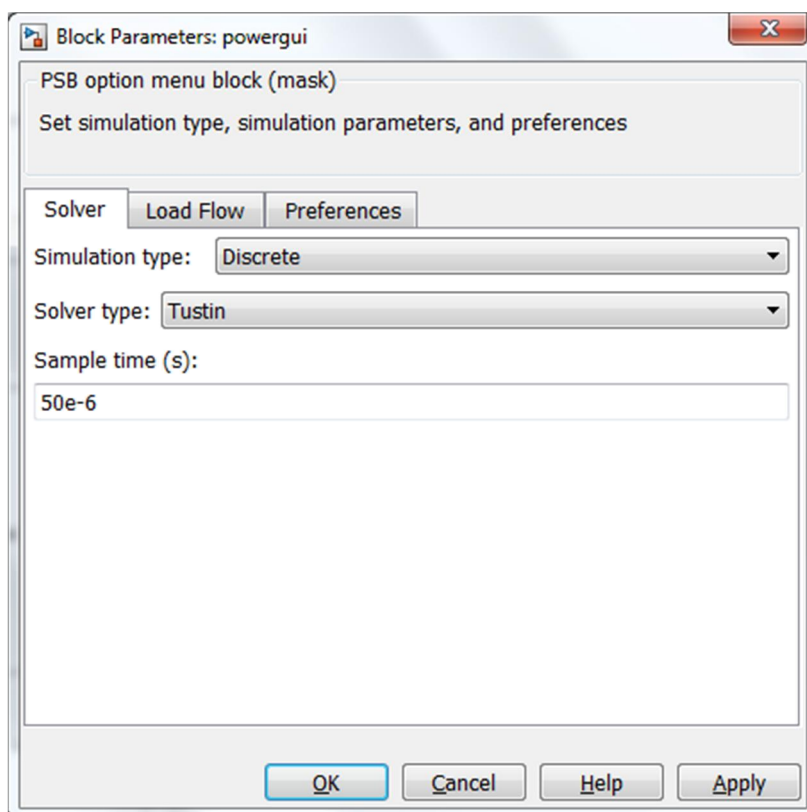 Block Parameters: powergui
PSB option menu block (mask)
Set simulation type, simulation parameters, and preferences
Solver Load Flow Preferences
Simulation type: Discrete
Solver type: Tustin
Sample time (s):
50e-6
OK Cancel Help Apply